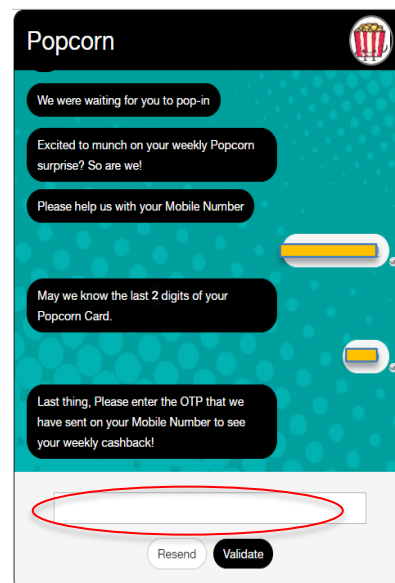 Popcorn
We were waiting for you to pop-in
Excited to munch on your weekly Popcorn
surprise? So are we!
Please help us with your Mobile Number
May we know the last 2 digits of your
Popcorn Card.
Last thing, Please enter the OTP that we
have sent on your Mobile Number to see
your weekly cashback!
Resend
Validate